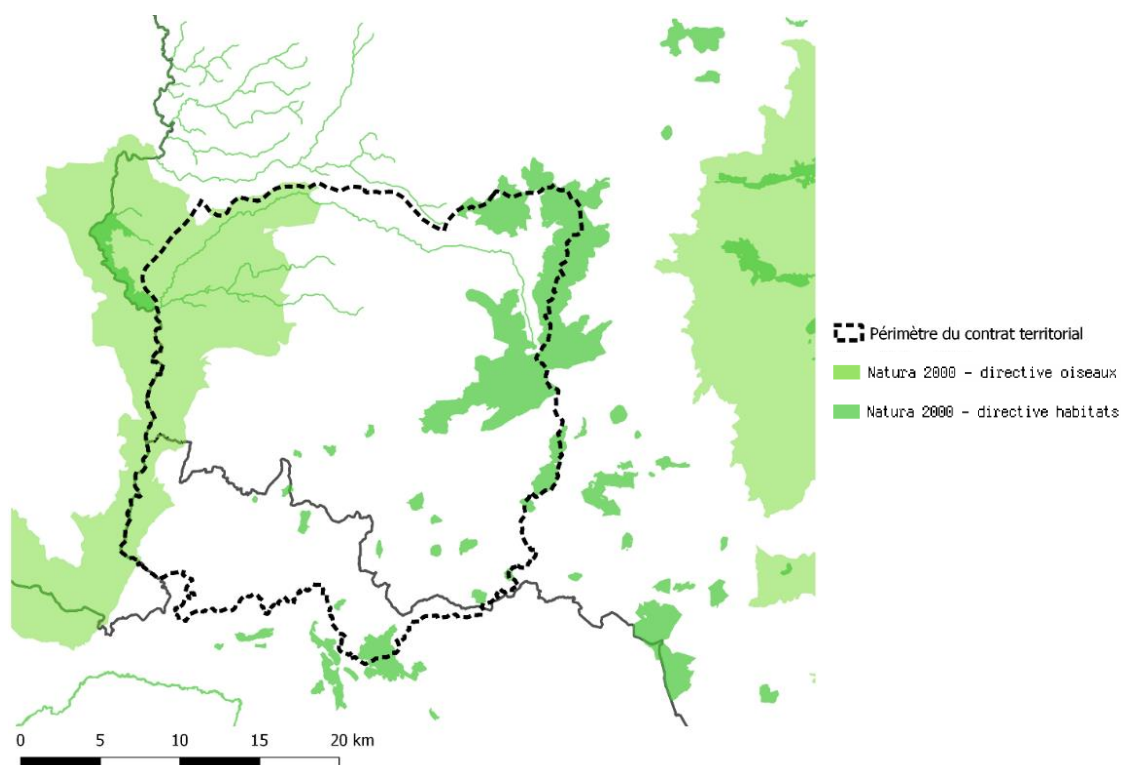 Périmètre du contrat territorial
Natura 2000 - directive oiseaux
Natura 2000 - directive habitats
0 5 10 15 20 km